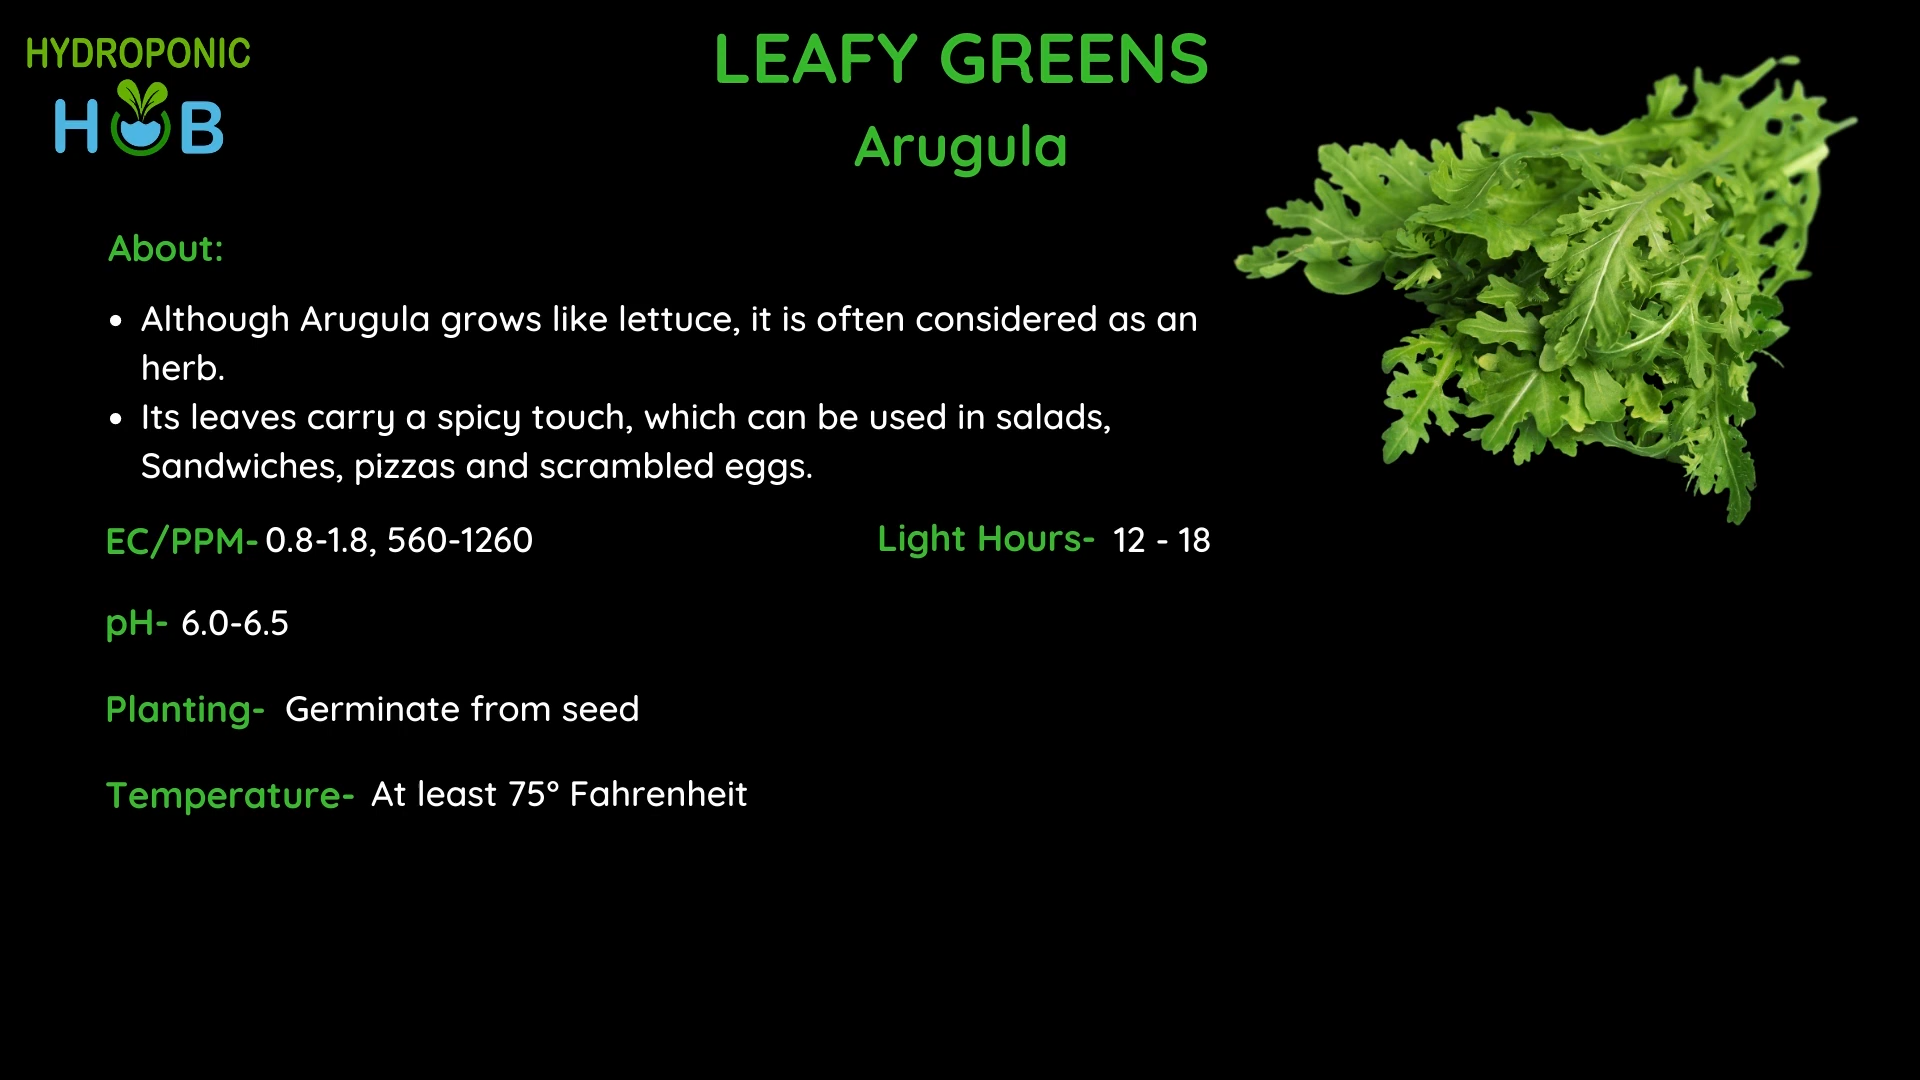 HYDROPONIC
HUB
LEAFY GREENS
Arugula
About:
• Although Arugula grows like lettuce, it is often considered as an
herb.
• Its leaves carry a spicy touch, which can be used in salads,
Sandwiches, pizzas and scrambled eggs.
EC/PPM- 0.8-1.8, 560-1260
Light Hours- 12 - 18
pH- 6.0-6.5
Planting- Germinate from seed
Temperature- At least 75° Fahrenheit